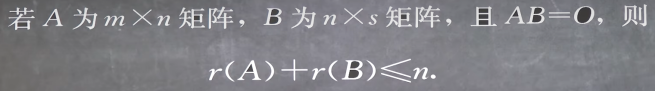 若 A 为 m×n 矩阵，B 为 n×s 矩阵，且 AB=O，则
r(A)+r(B)≤n.